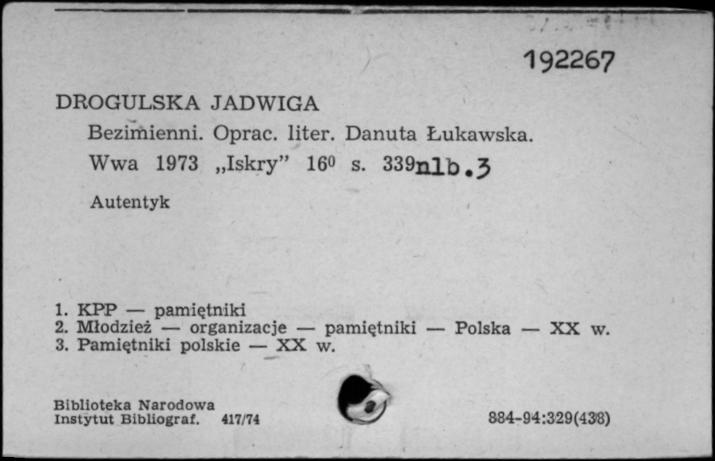 192267
DROGULSKA JADWIGA
Bezimienni. Oprac. liter. Danuta Łukawska.
Wwa 1973 „Iskry” 16⁰ s. 339nlb.3
Autentyk
1. KPP — pamiętniki
2. Młodzież — organizacje — pamiętniki — Polska — XX w.
3. Pamiętniki polskie — XX w.
Biblioteka Narodowa
Instytut Bibliograf. 417/74
884-94:329(438)